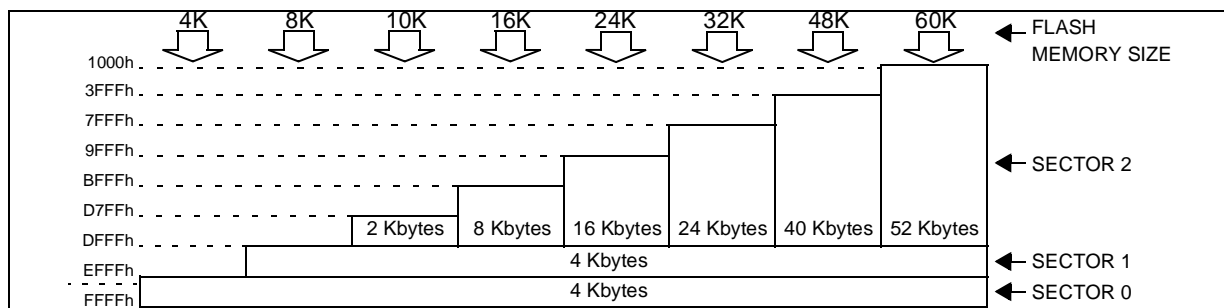 4K 8K 10K 16K 24K 32K 48K 60K FLASH
MEMORY SIZE
1000h
3FFFh
7FFFh
9FFFh
SECTOR 2
BFFFh
D7FFh
2 Kbytes 8 Kbytes 16 Kbytes 24 Kbytes 40 Kbytes 52 Kbytes
DFFFh
4 Kbytes SECTOR 1
EFFFh
4 Kbytes SECTOR 0
FFFFh